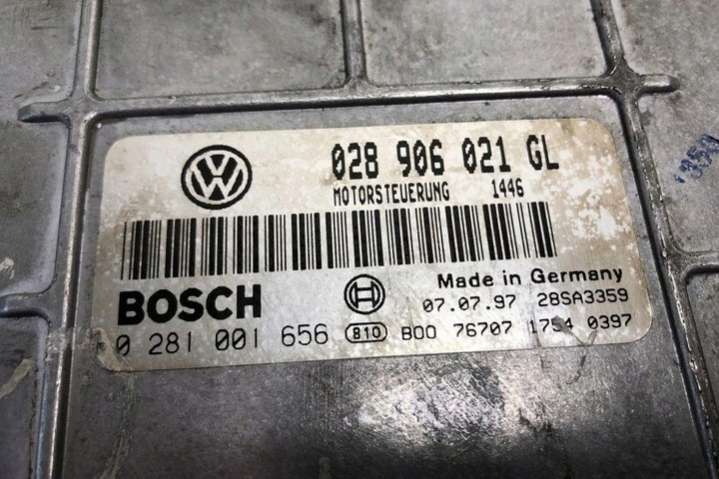 028 906 021 GL
MOTORSTEUERUNG 1446
Made in Germany
BOSCH
07.07.97 28SA3359
0 281 001 656 810 B00 76707 1754 0397